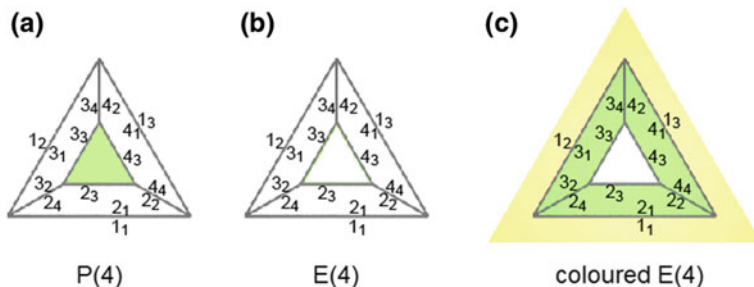 (a) (b) (c)
3₄ 4₂ 3₄ 4₂ 3₄ 4₂
1₂ 3₁ 3₃ 4₁ 1₃ 1₂ 3₁ 3₃ 4₁ 1₃ 1₂ 3₁ 3₃ 4₁ 1₃
4₃ 4₃ 4₃
3₂ 2₃ 4₄ 3₂ 2₃ 4₄ 3₂ 2₃ 4₄
2₄ 2₁ 2₂ 2₄ 2₁ 2₂ 2₄ 2₁ 2₂
1₁ 1₁ 1₁
P(4) E(4) coloured E(4)